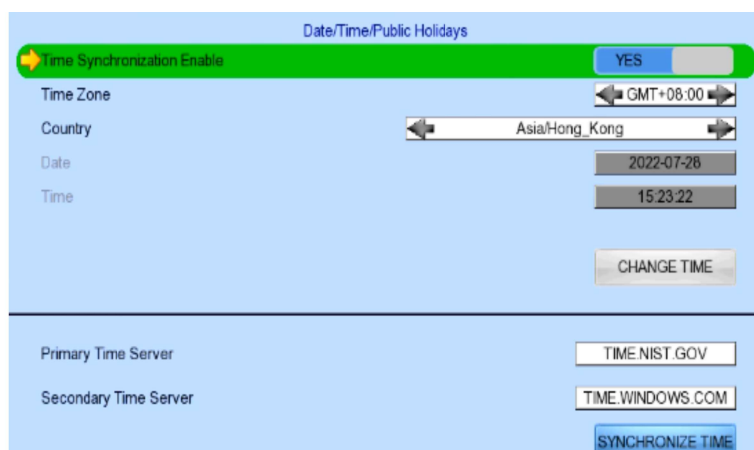 Date/Time/Public Holidays
Time Synchronization Enable YES
Time Zone GMT+08:00
Country Asia/Hong_Kong
Date 2022-07-28
Time 15:23:22
CHANGE TIME
Primary Time Server TIME.NIST.GOV
Secondary Time Server TIME.WINDOWS.COM
SYNCHRONIZE TIME